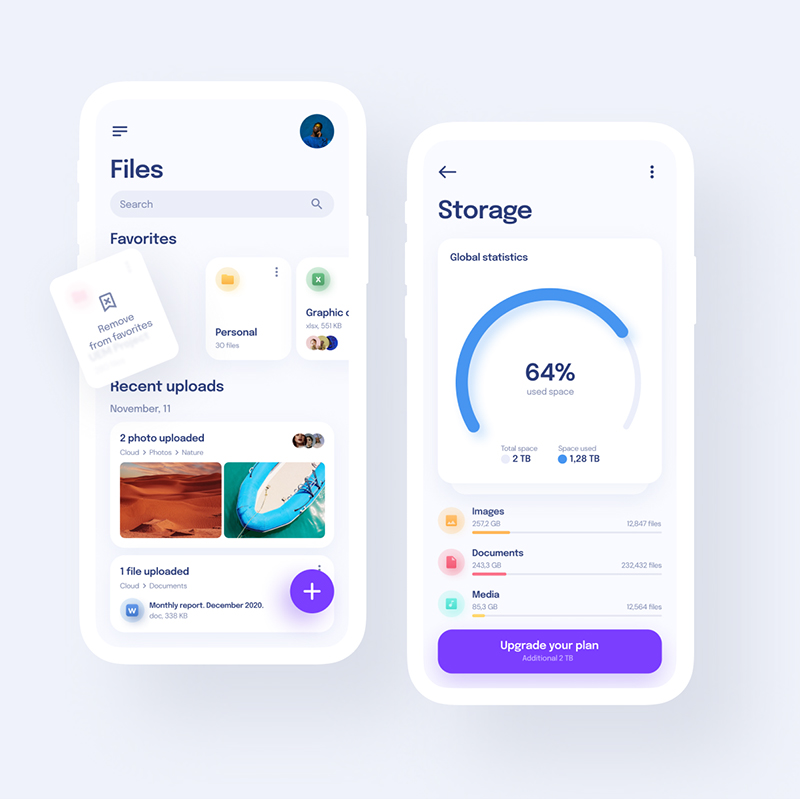 Files
Search
Favorites
Remove
from favorites
Personal
30 files
Graphic
xlsx, 551 KB
Recent uploads
November, 11
2 photo uploaded
Cloud > Photos > Nature
1 file uploaded
Cloud > Documents
Monthly report. December 2020.
doc, 338 KB
Storage
Global statistics
64%
used space
Total space
2 TB
Space used
1,28 TB
Images
257,2 GB
12,847 files
Documents
243,3 GB
232,432 files
Media
85,3 GB
12,564 files
Upgrade your plan
Additional 2 TB